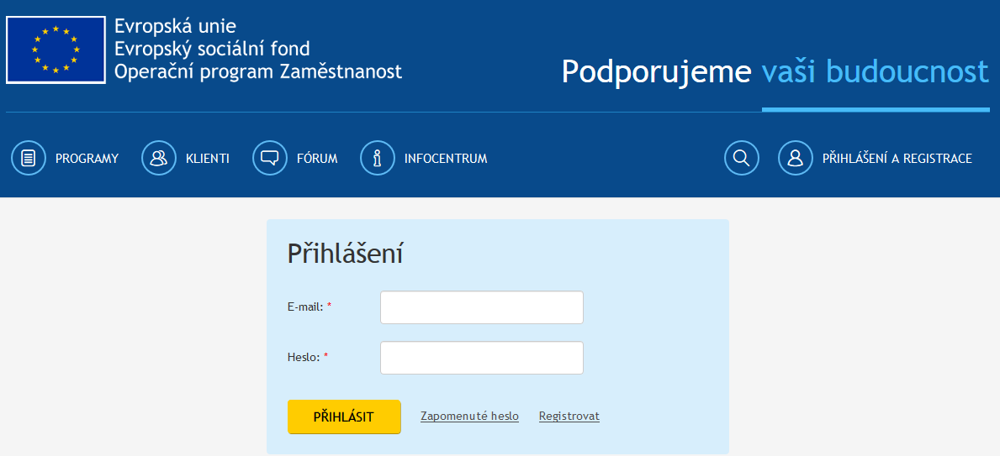 Evropská unie
Evropský sociální fond
Operační program Zaměstnanost
Podporujeme vaši budoucnost
PROGRAMY KLIENTI FÓRUM INFOCENTRUM PŘIHLÁŠENÍ A REGISTRACE
Přihlášení
E-mail: *
Heslo: *
PŘIHLÁSIT Zapomenuté heslo Registrovat